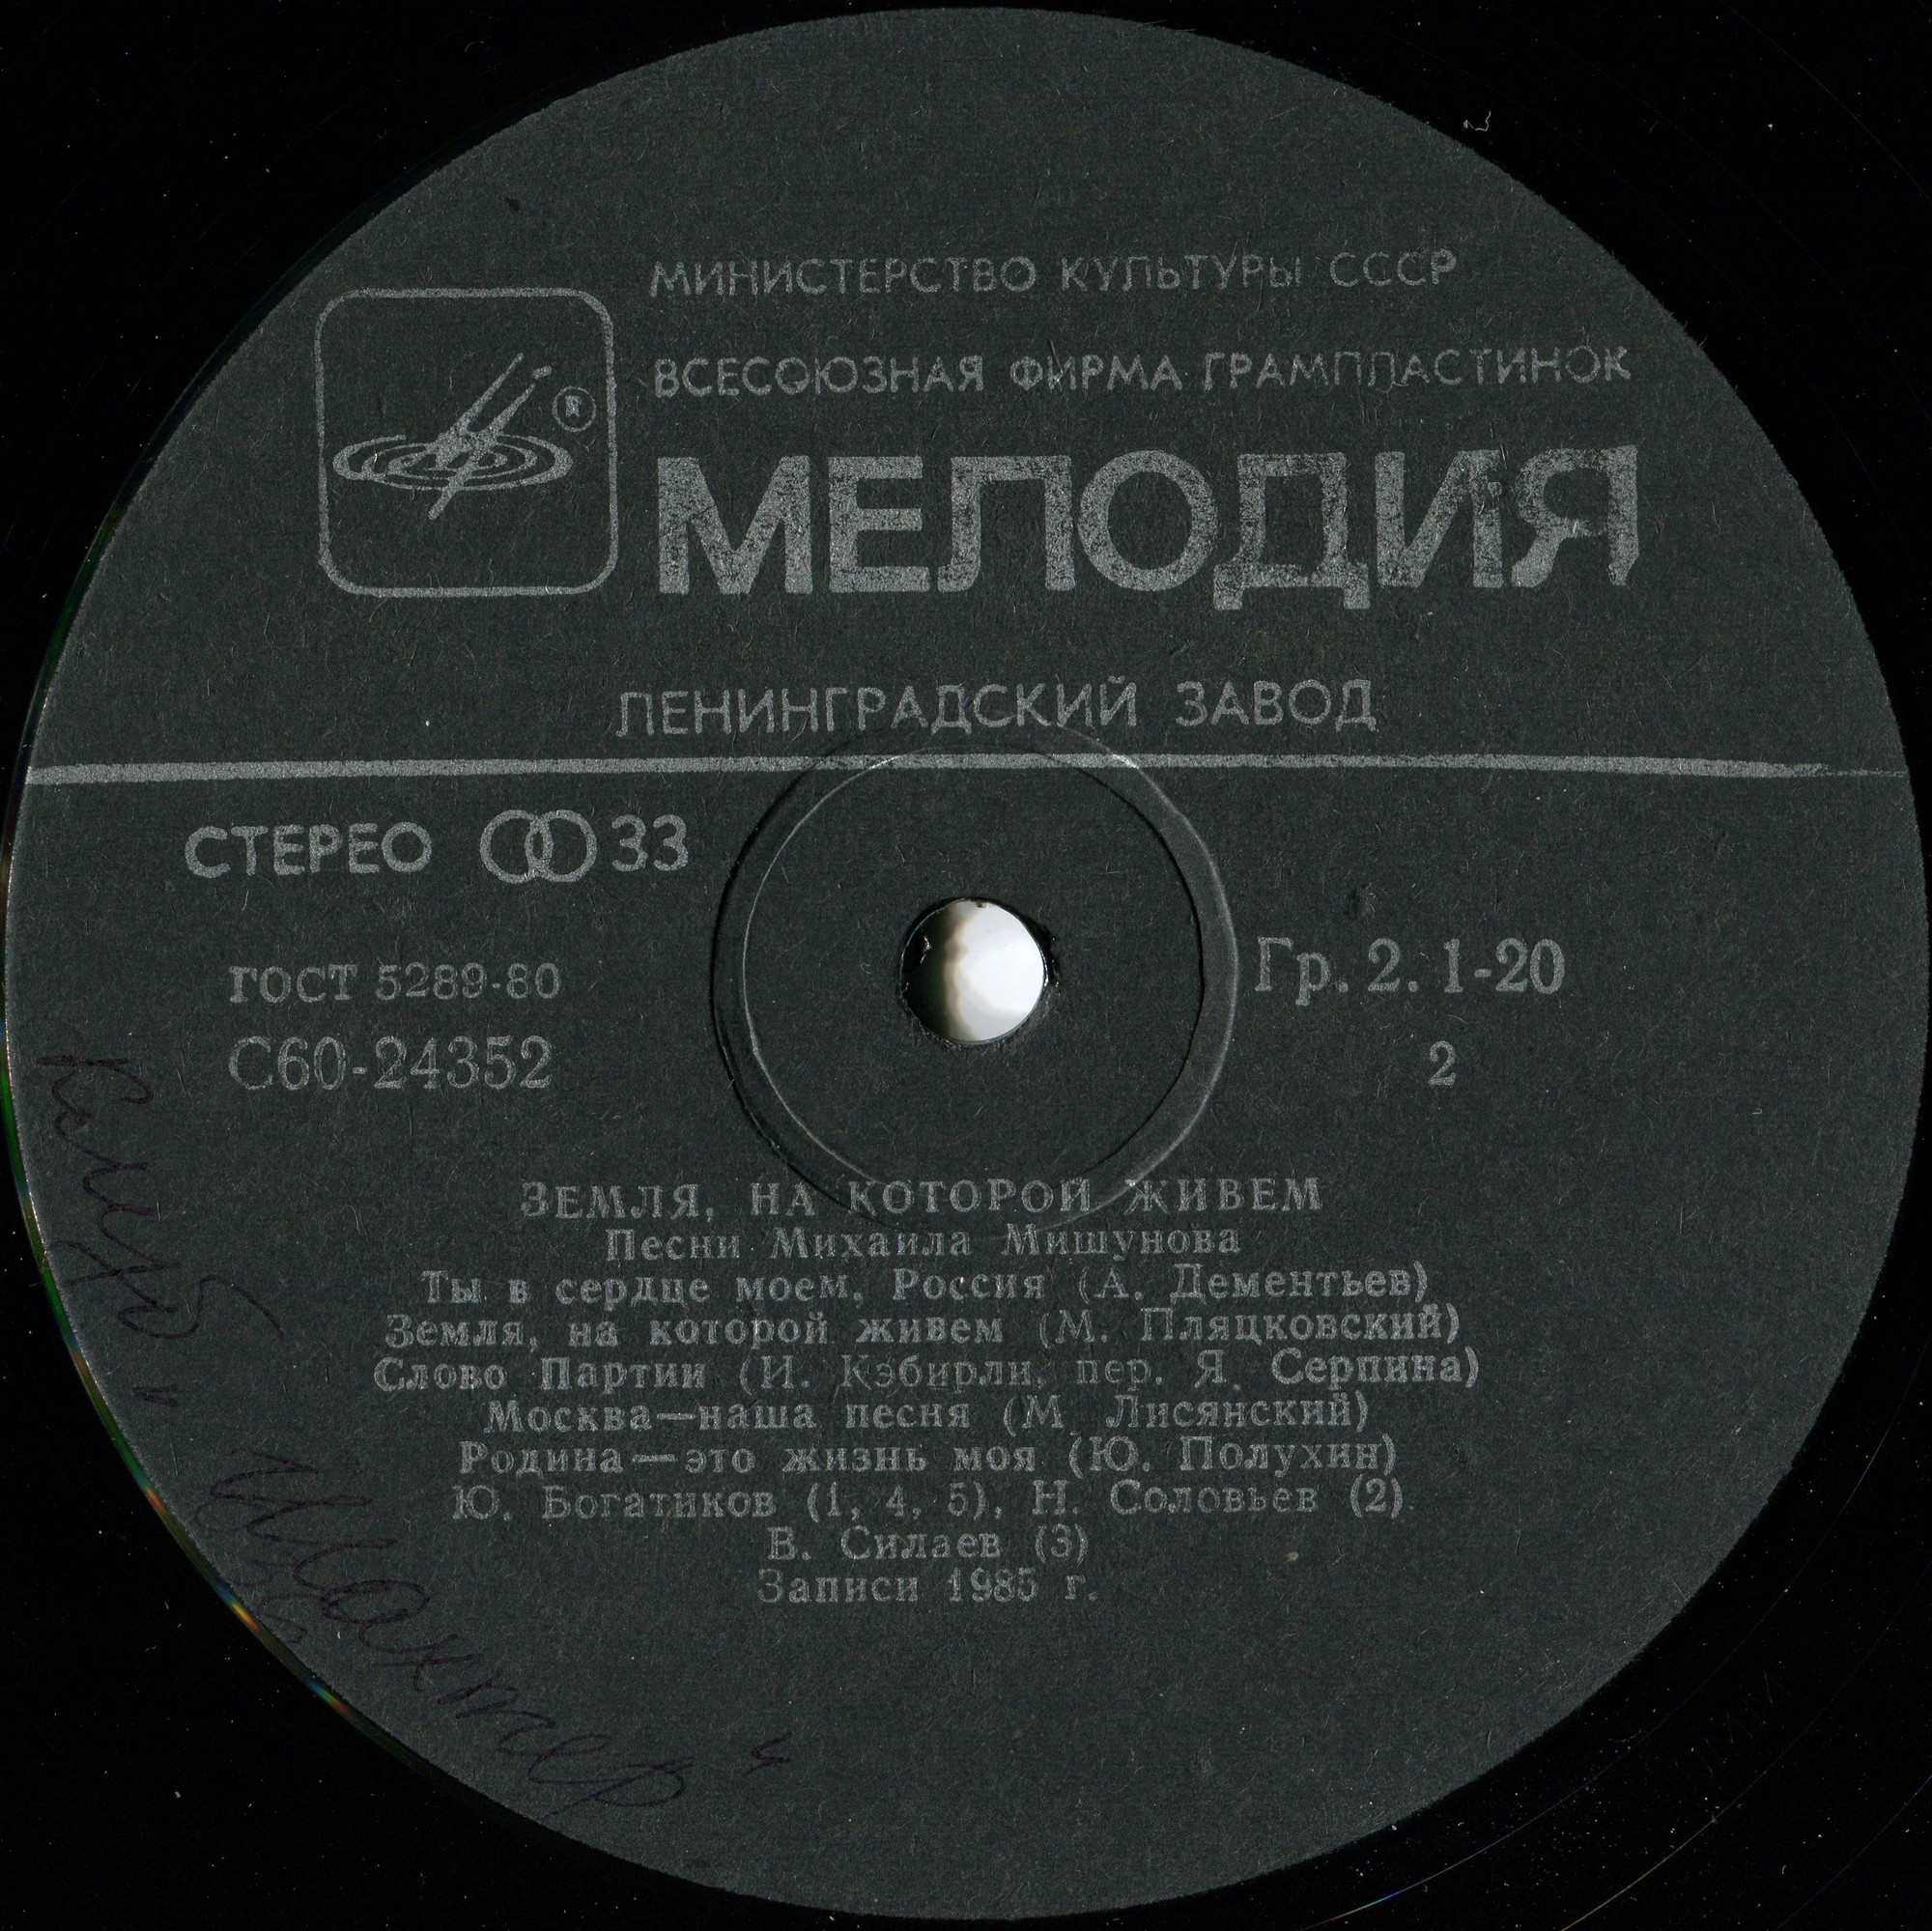 МИНИСТЕРСТВО КУЛЬТУРЫ СССР
ВСЕСОЮЗНАЯ ФИРМА ГРАМПЛАСТИНОК
®
МЕЛОДИЯ
ЛЕНИНГРАДСКИЙ ЗАВОД
СТЕРЕО 33
ГОСТ 5289-80
Гр. 2. 1-20
С60-24352
2
ЗЕМЛЯ, НА КОТОРОЙ ЖИВЕМ
Песни Михаила Мишунова
Ты в сердце моем, Россия (А. Дементьев)
Земля, на которой живем (М. Пляцковский)
Слово Партии (И. Кэбирли, пер. Я. Серпина)
Москва—наша песня (М. Лисянский)
Родина—это жизнь моя (Ю. Полухин)
Ю. Богатиков (1, 4, 5), Н. Соловьев (2)
В. Силаев (3)
Записи 1985 г.
клуб "Шахтер"